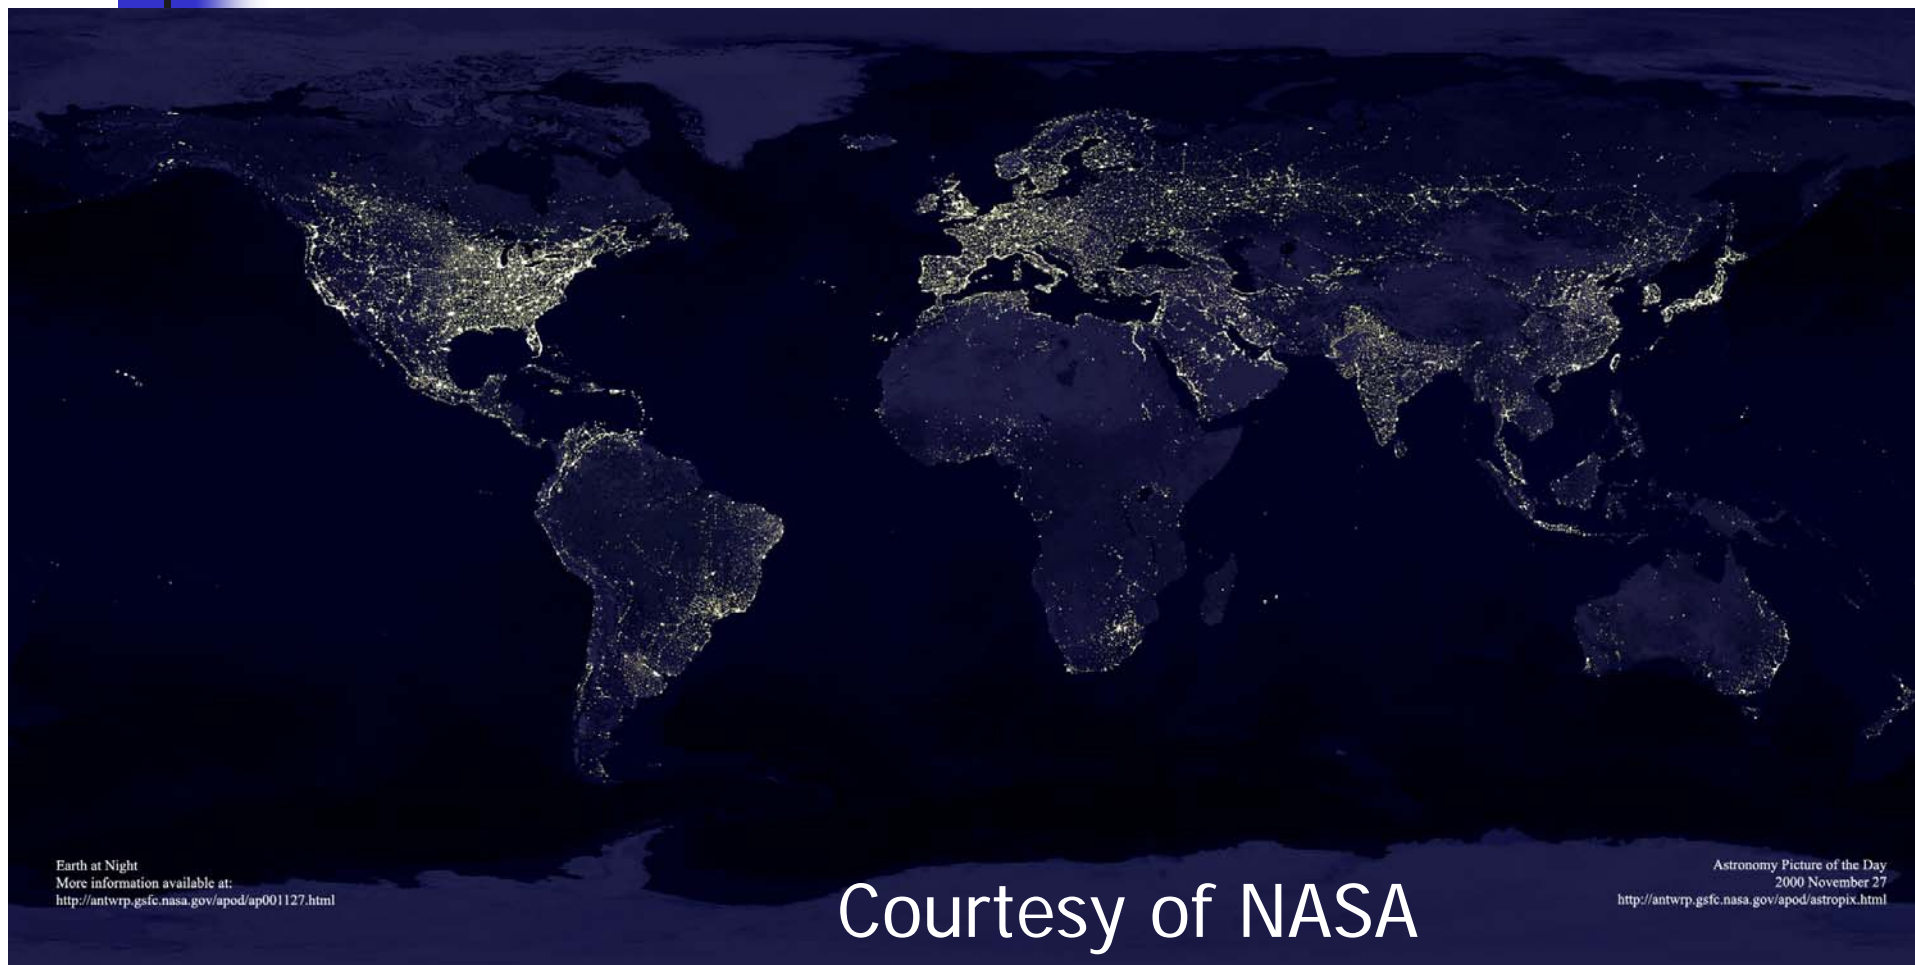 Earth at Night
More information available at:
http://antwrp.gsfc.nasa.gov/apod/ap001127.html
Courtesy of NASA
Astronomy Picture of the Day
2000 November 27
http://antwrp.gsfc.nasa.gov/apod/astropix.html